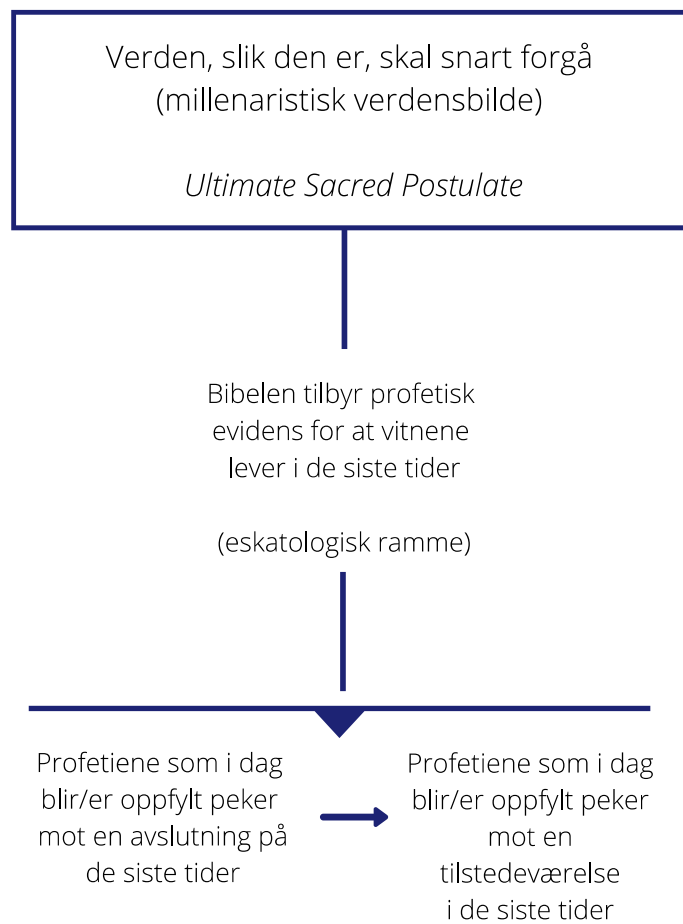 Verden, slik den er, skal snart forgå
(millenaristisk verdensbilde)
Ultimate Sacred Postulate
Bibelen tilbyr profetisk
evidens for at vitnene
lever i de siste tider
(eskatologisk ramme)
Profetiene som i dag
blir/er oppfylt peker
mot en avslutning på
de siste tider
Profetiene som i dag
blir/er oppfylt peker
mot en
tilstedeværelse
i de siste tider